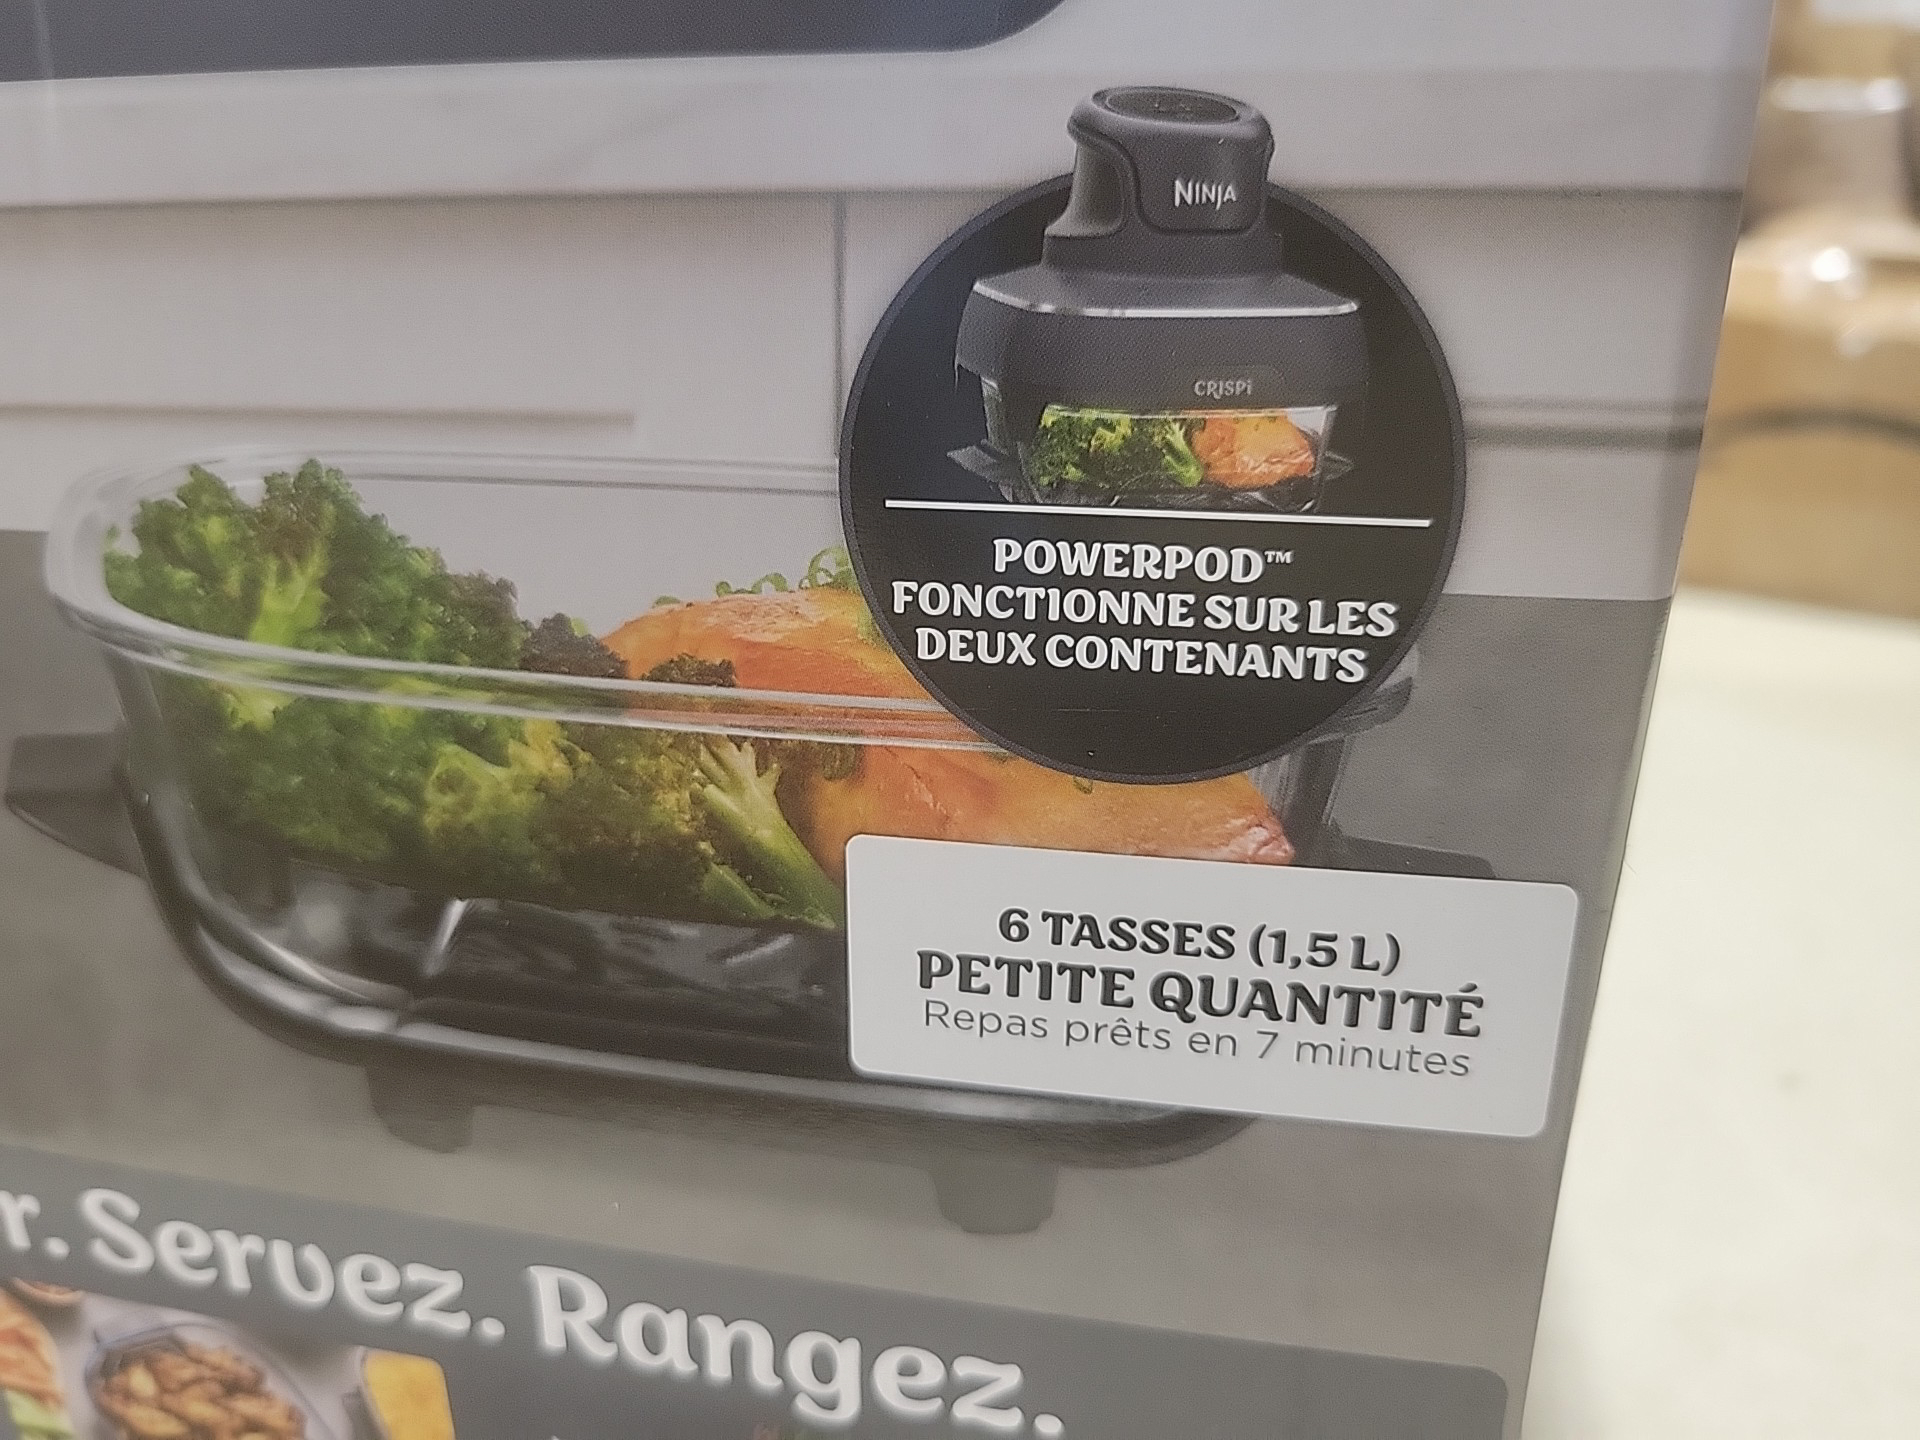 NINJA
CRISPi
POWERPOD™
FONCTIONNE SUR LES
DEUX CONTENANTS
6 TASSES (1,5 L)
PETITE QUANTITÉ
Repas prêts en 7 minutes
r. Servez. Rangez.